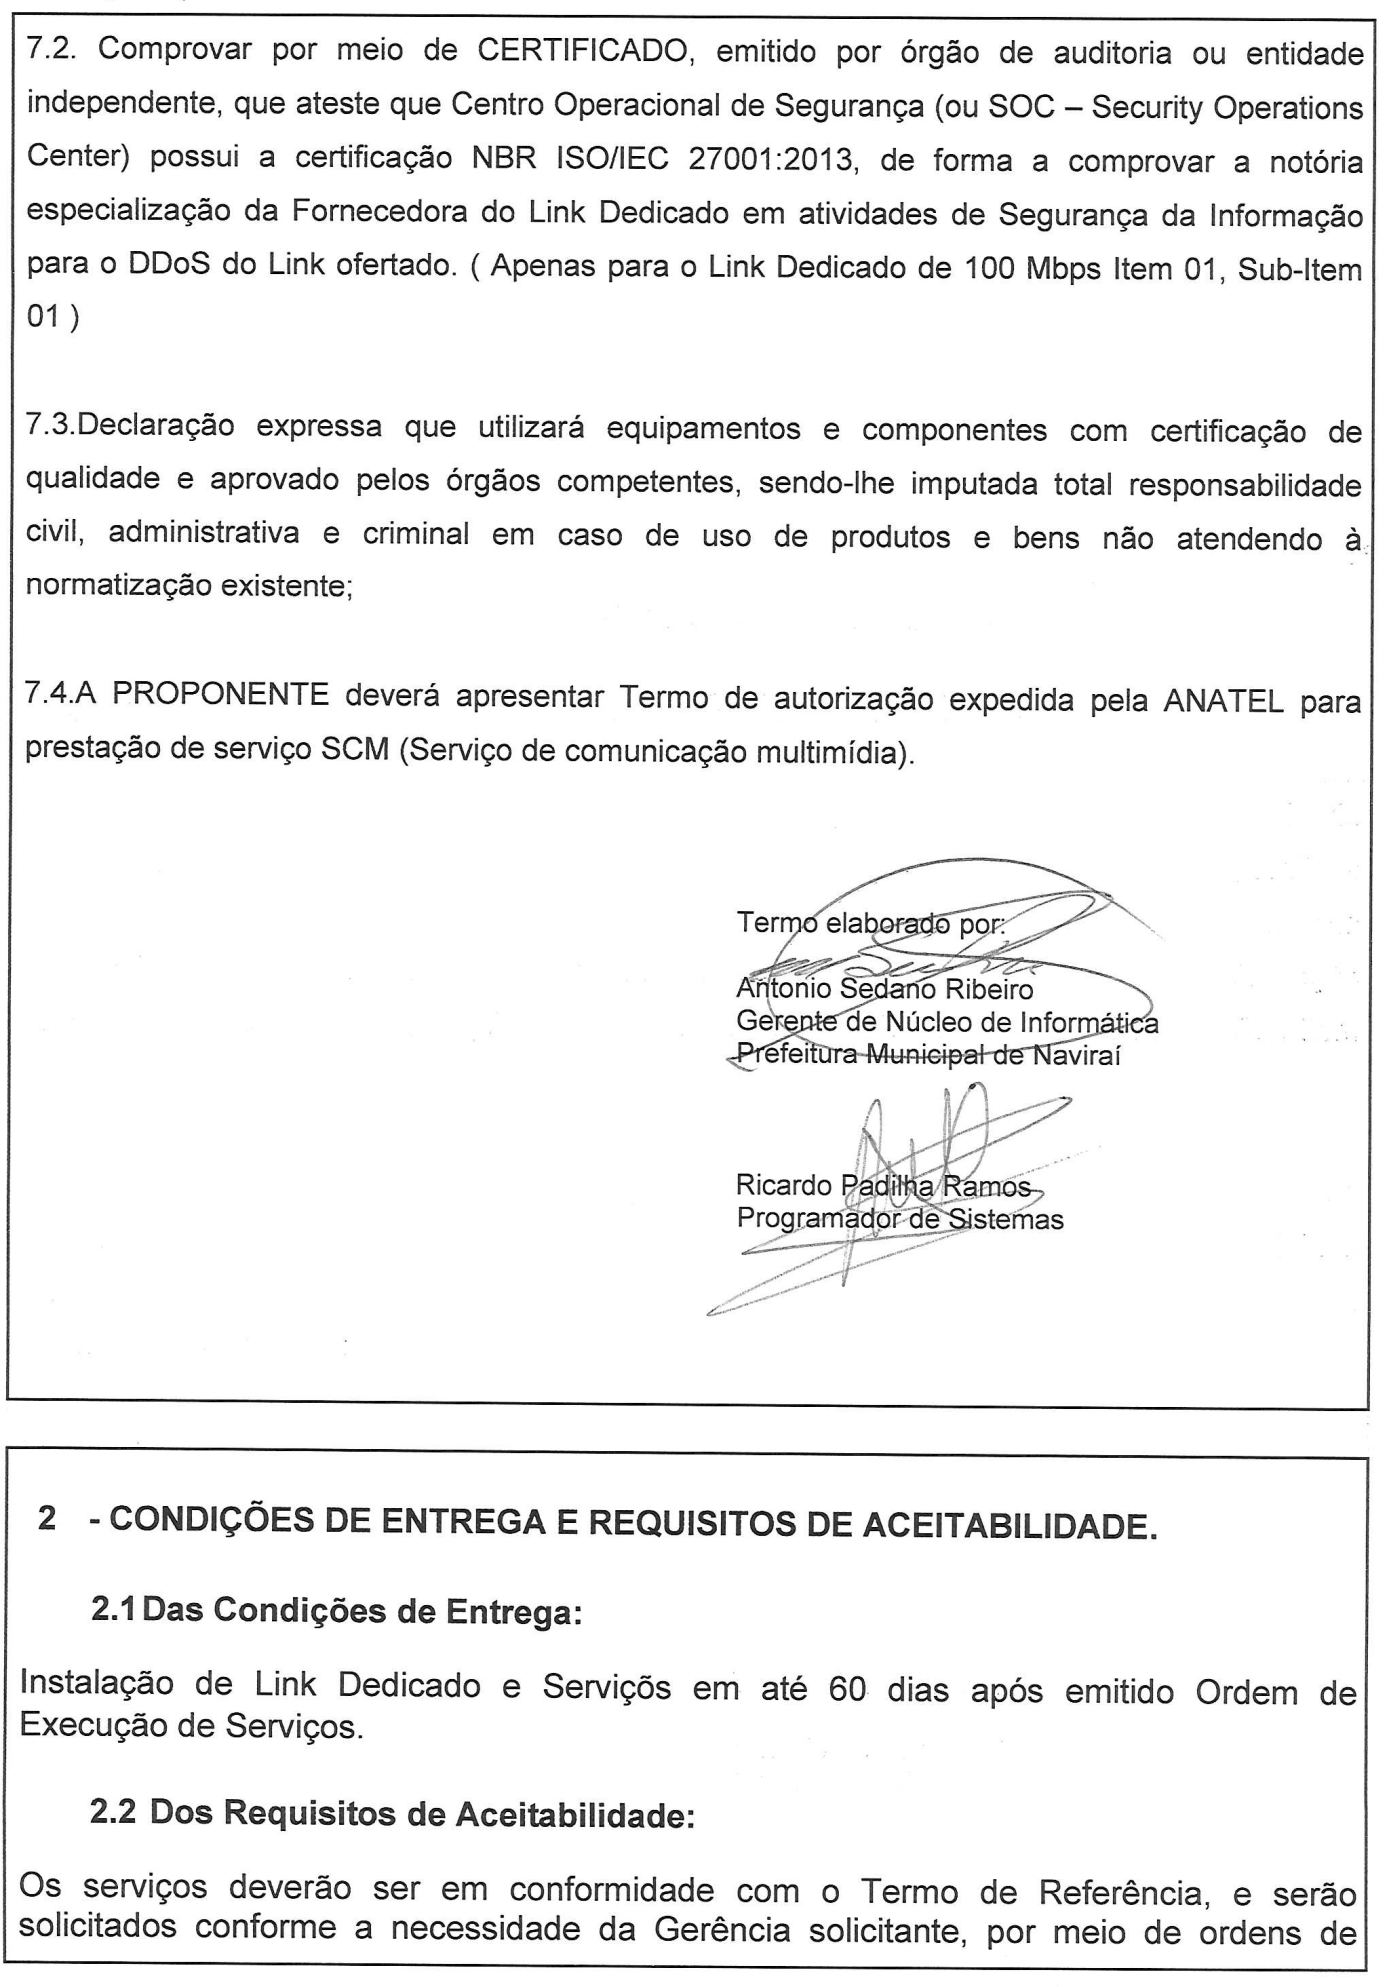 7.2. Comprovar por meio de CERTIFICADO, emitido por órgão de auditoria ou entidade
independente, que ateste que Centro Operacional de Segurança (ou SOC – Security Operations
Center) possui a certificação NBR ISO/IEC 27001:2013, de forma a comprovar a notória
especialização da Fornecedora do Link Dedicado em atividades de Segurança da Informação
para o DDoS do Link ofertado. ( Apenas para o Link Dedicado de 100 Mbps Item 01, Sub-Item
01 )
7.3.Declaração expressa que utilizará equipamentos e componentes com certificação de
qualidade e aprovado pelos órgãos competentes, sendo-lhe imputada total responsabilidade
civil, administrativa e criminal em caso de uso de produtos e bens não atendendo à
normatização existente;
7.4.A PROPONENTE deverá apresentar Termo de autorização expedida pela ANATEL para
prestação de serviço SCM (Serviço de comunicação multimídia).
Termo elaborado por:
Antonio Sedano Ribeiro
Gerente de Núcleo de Informática
Prefeitura Municipal de Naviraí
Ricardo Padilha Ramos
Programador de Sistemas
2 - CONDIÇÕES DE ENTREGA E REQUISITOS DE ACEITABILIDADE.
2.1 Das Condições de Entrega:
Instalação de Link Dedicado e Serviçõs em até 60 dias após emitido Ordem de
Execução de Serviços.
2.2 Dos Requisitos de Aceitabilidade:
Os serviços deverão ser em conformidade com o Termo de Referência, e serão
solicitados conforme a necessidade da Gerência solicitante, por meio de ordens de